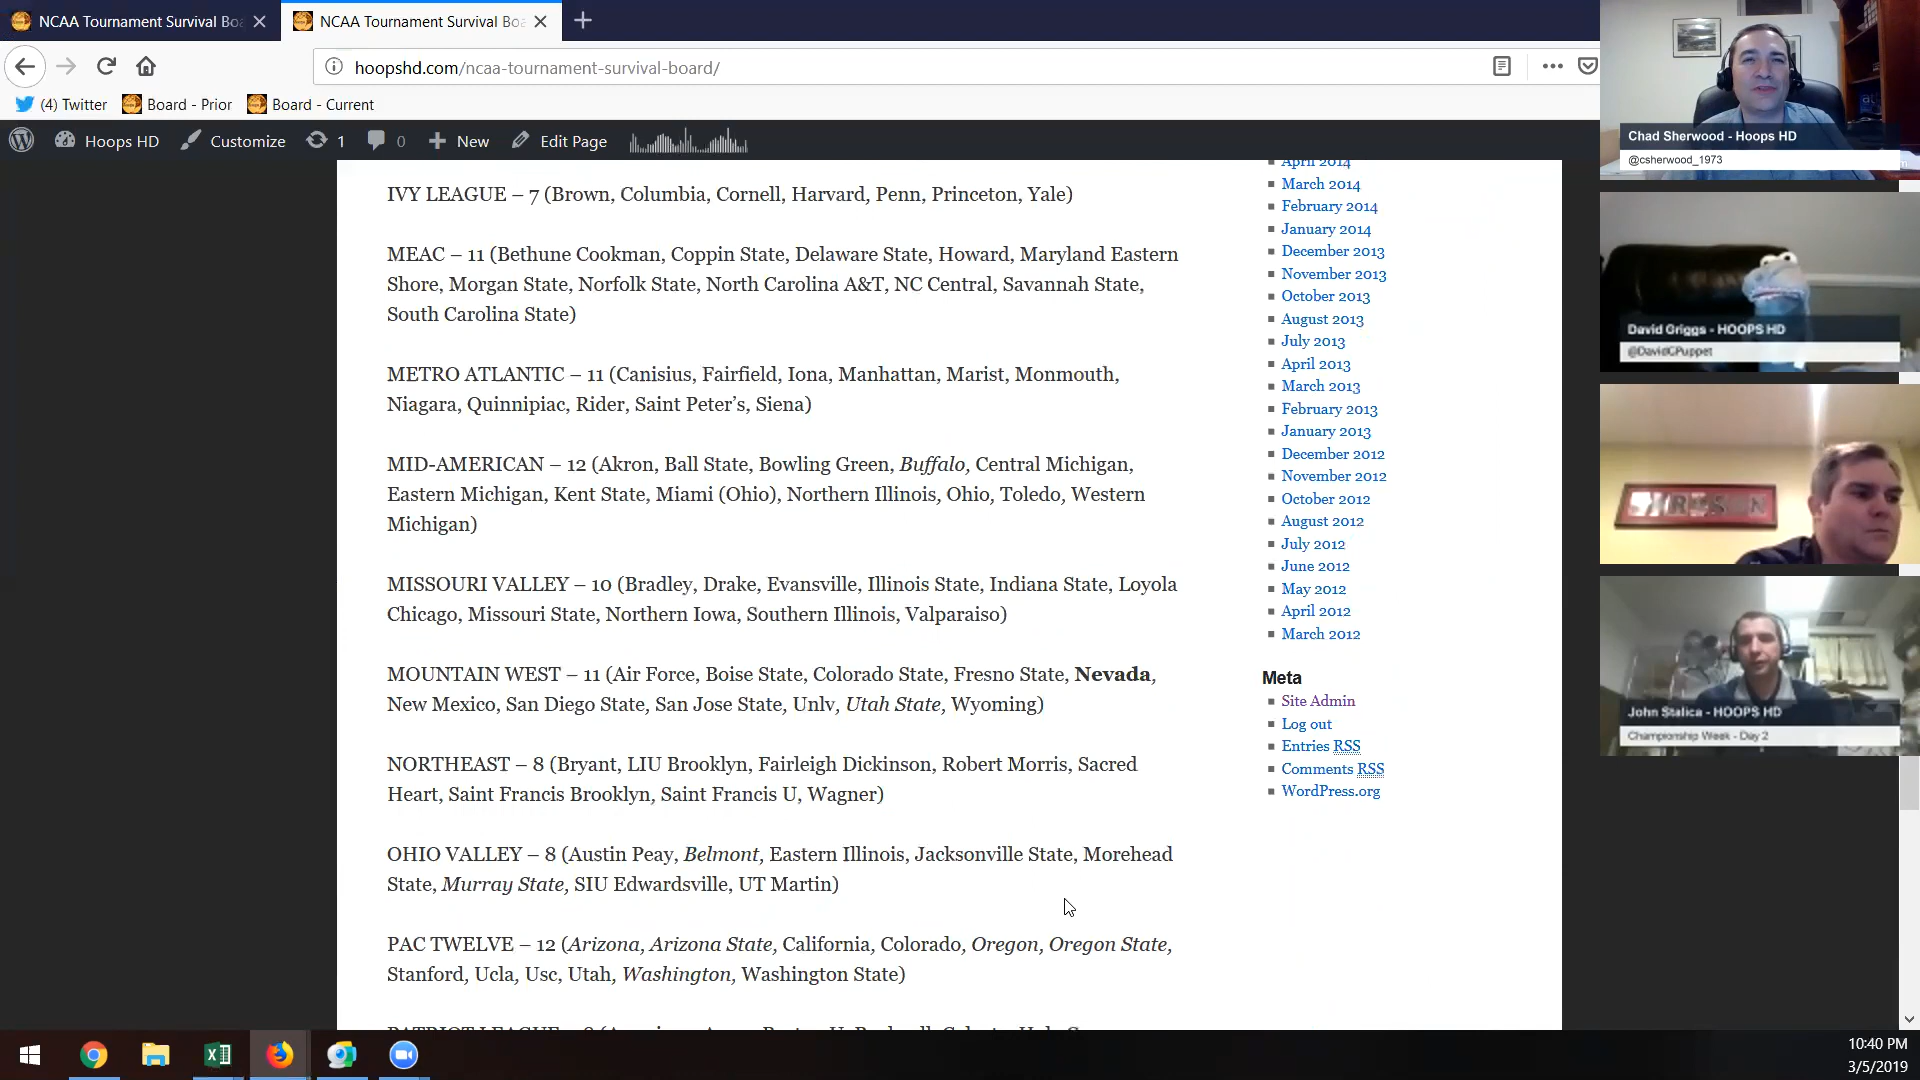 NCAA Tournament Survival Boa
NCAA Tournament Survival Boa
hoopshd.com/ncaa-tournament-survival-board/
(4) Twitter
Board - Prior
Board - Current
Hoops HD
Customize
1
0
New
Edit Page
IVY LEAGUE – 7 (Brown, Columbia, Cornell, Harvard, Penn, Princeton, Yale)
MEAC – 11 (Bethune Cookman, Coppin State, Delaware State, Howard, Maryland Eastern
Shore, Morgan State, Norfolk State, North Carolina A&T, NC Central, Savannah State,
South Carolina State)
METRO ATLANTIC – 11 (Canisius, Fairfield, Iona, Manhattan, Marist, Monmouth,
Niagara, Quinnipiac, Rider, Saint Peter’s, Siena)
MID-AMERICAN – 12 (Akron, Ball State, Bowling Green, Buffalo, Central Michigan,
Eastern Michigan, Kent State, Miami (Ohio), Northern Illinois, Ohio, Toledo, Western
Michigan)
MISSOURI VALLEY – 10 (Bradley, Drake, Evansville, Illinois State, Indiana State, Loyola
Chicago, Missouri State, Northern Iowa, Southern Illinois, Valparaiso)
MOUNTAIN WEST – 11 (Air Force, Boise State, Colorado State, Fresno State, Nevada,
New Mexico, San Diego State, San Jose State, Unlv, Utah State, Wyoming)
NORTHEAST – 8 (Bryant, LIU Brooklyn, Fairleigh Dickinson, Robert Morris, Sacred
Heart, Saint Francis Brooklyn, Saint Francis U, Wagner)
OHIO VALLEY – 8 (Austin Peay, Belmont, Eastern Illinois, Jacksonville State, Morehead
State, Murray State, SIU Edwardsville, UT Martin)
PAC TWELVE – 12 (Arizona, Arizona State, California, Colorado, Oregon, Oregon State,
Stanford, Ucla, Usc, Utah, Washington, Washington State)
April 2014
March 2014
February 2014
January 2014
December 2013
November 2013
October 2013
August 2013
July 2013
April 2013
March 2013
February 2013
January 2013
December 2012
November 2012
October 2012
August 2012
July 2012
June 2012
May 2012
April 2012
March 2012
Meta
Site Admin
Log out
Entries RSS
Comments RSS
WordPress.org
Chad Sherwood - Hoops HD
@csherwood_1973
David Griggs - HOOPS HD
@DavidCPuppet
John Stalica - HOOPS HD
Championship Week - Day 2
10:40 PM
3/5/2019